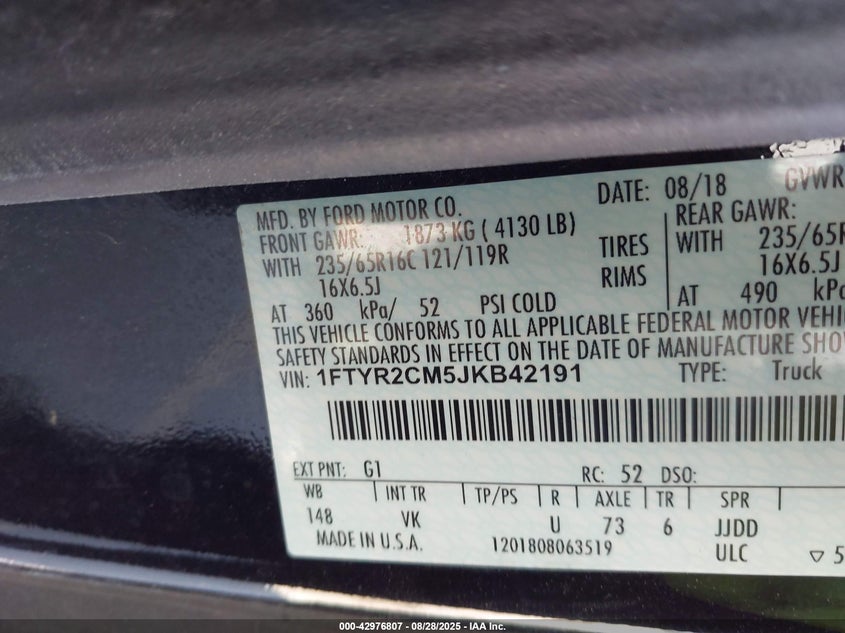 DATE: 08/18 GVWR
MFD. BY FORD MOTOR CO.
FRONT GAWR: 1873 KG ( 4130 LB) REAR GAWR:
WITH 235/65R16C 121/119R TIRES WITH 235/65R
16X6.5J RIMS 16X6.5J
AT 360 kPa/ 52 PSI COLD AT 490 kPa
THIS VEHICLE CONFORMS TO ALL APPLICABLE FEDERAL MOTOR VEHI
SAFETY STANDARDS IN EFFECT ON THE DATE OF MANUFACTURE SHO
VIN: 1FTYR2CM5JKB42191 TYPE: Truck
EXT PNT: G1 RC: 52 DSO:
WB INT TR TP/PS R AXLE TR SPR
148 VK U 73 6 JJDD
MADE IN U.S.A. 1201808063519 ULC ▽ 5
000-42976807 - 08/28/2025 - IAA Inc.